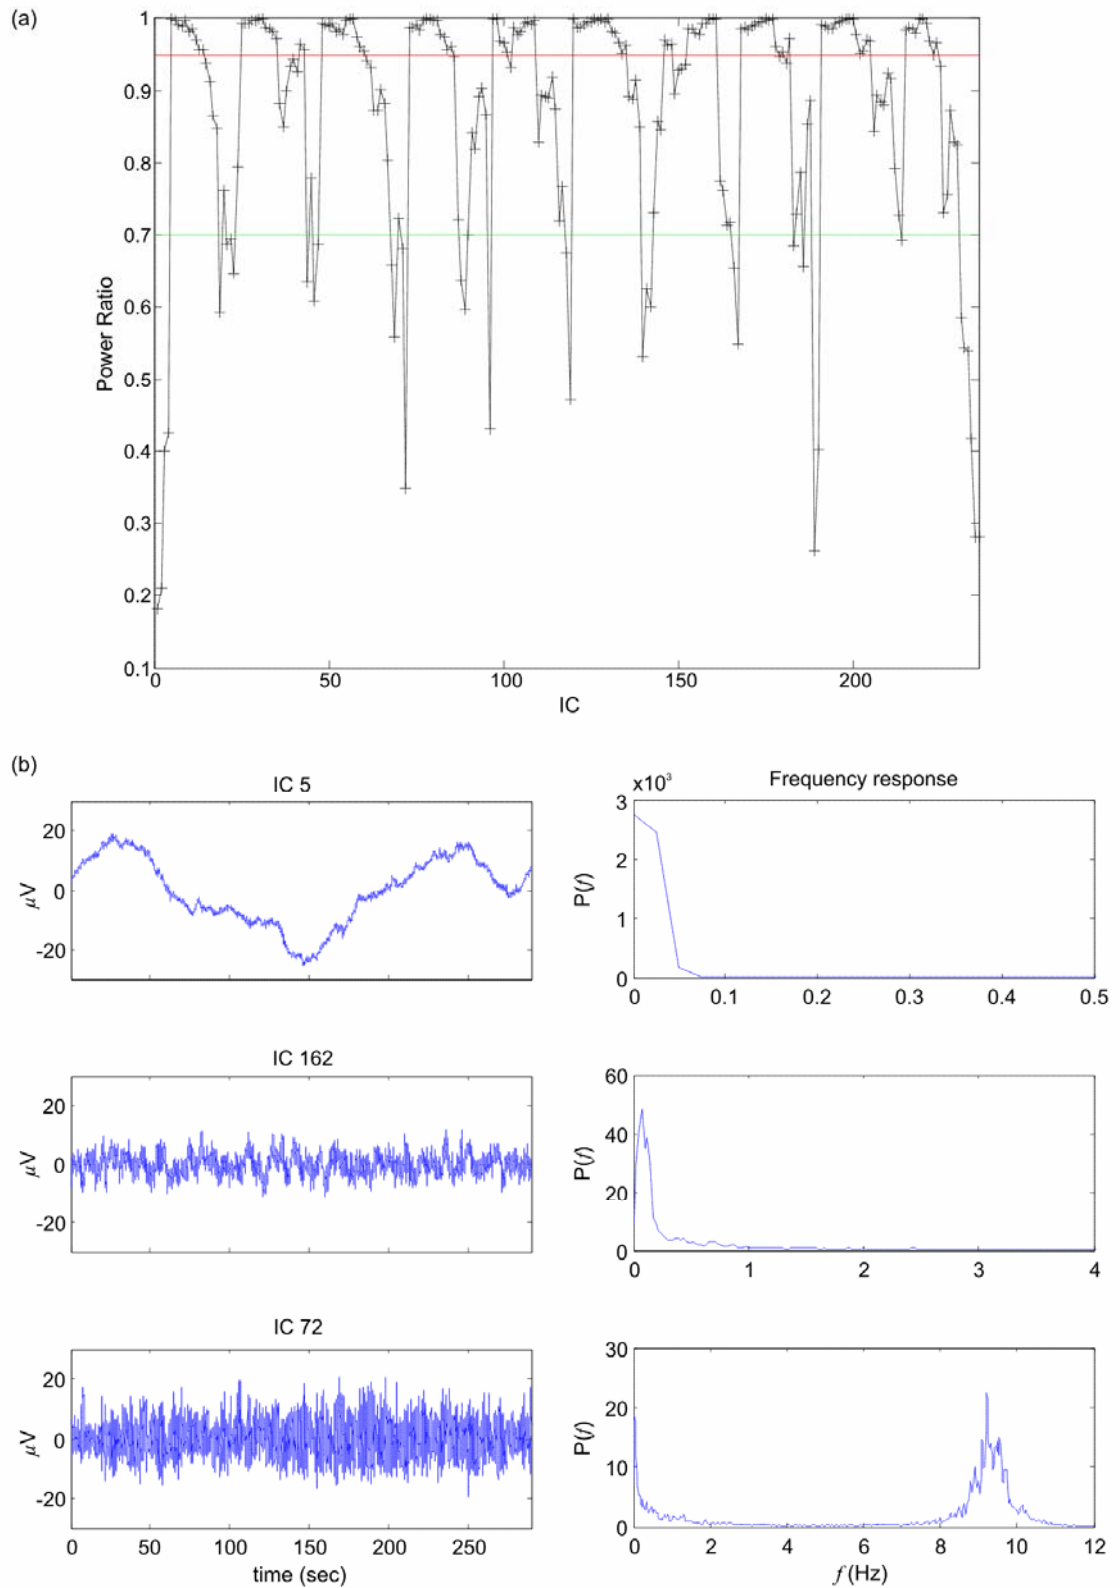 (a)
1
0.9
0.8
0.7
0.6
0.5
0.4
0.3
0.2
0.1
Power Ratio
0 50 100 150 200
IC
(b)
IC 5
20
0
-20
μV
x10³ Frequency response
3
2
1
0
P(f)
0 0.1 0.2 0.3 0.4 0.5
IC 162
20
0
-20
μV
60
40
20
0
P(f)
0 1 2 3 4
IC 72
20
0
-20
μV
0 50 100 150 200 250
time (sec)
30
20
10
0
P(f)
0 2 4 6 8 10 12
f (Hz)